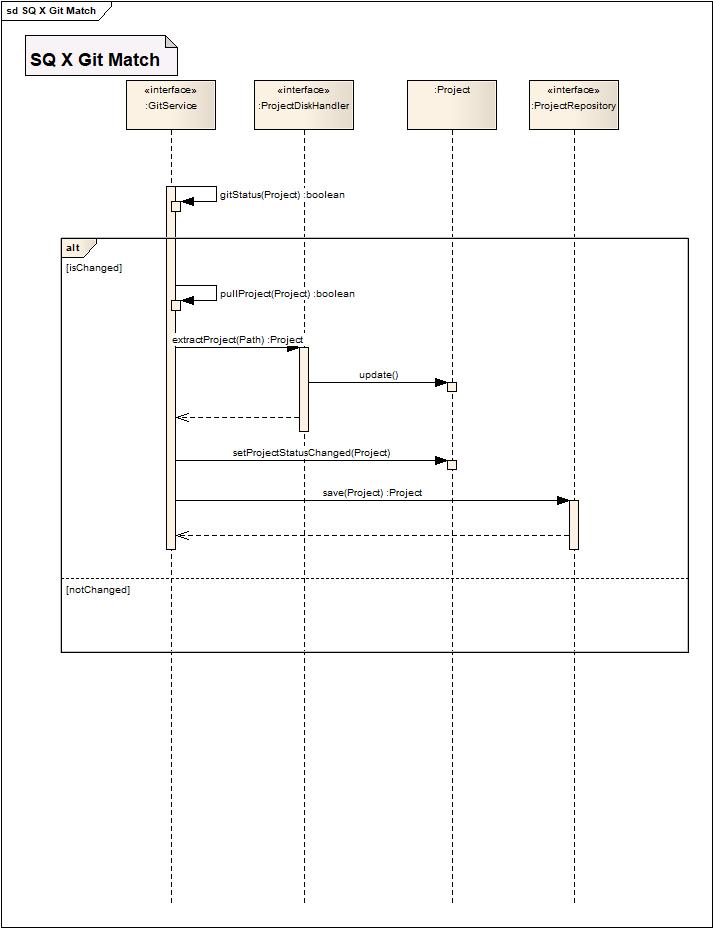 sd SQ X Git Match
SQ X Git Match
«interface»
:GitService
«interface»
:ProjectDiskHandler
:Project
«interface»
:ProjectRepository
gitStatus(Project) :boolean
alt
[isChanged]
pullProject(Project) :boolean
extractProject(Path) :Project
update()
setProjectStatusChanged(Project)
save(Project) :Project
[notChanged]